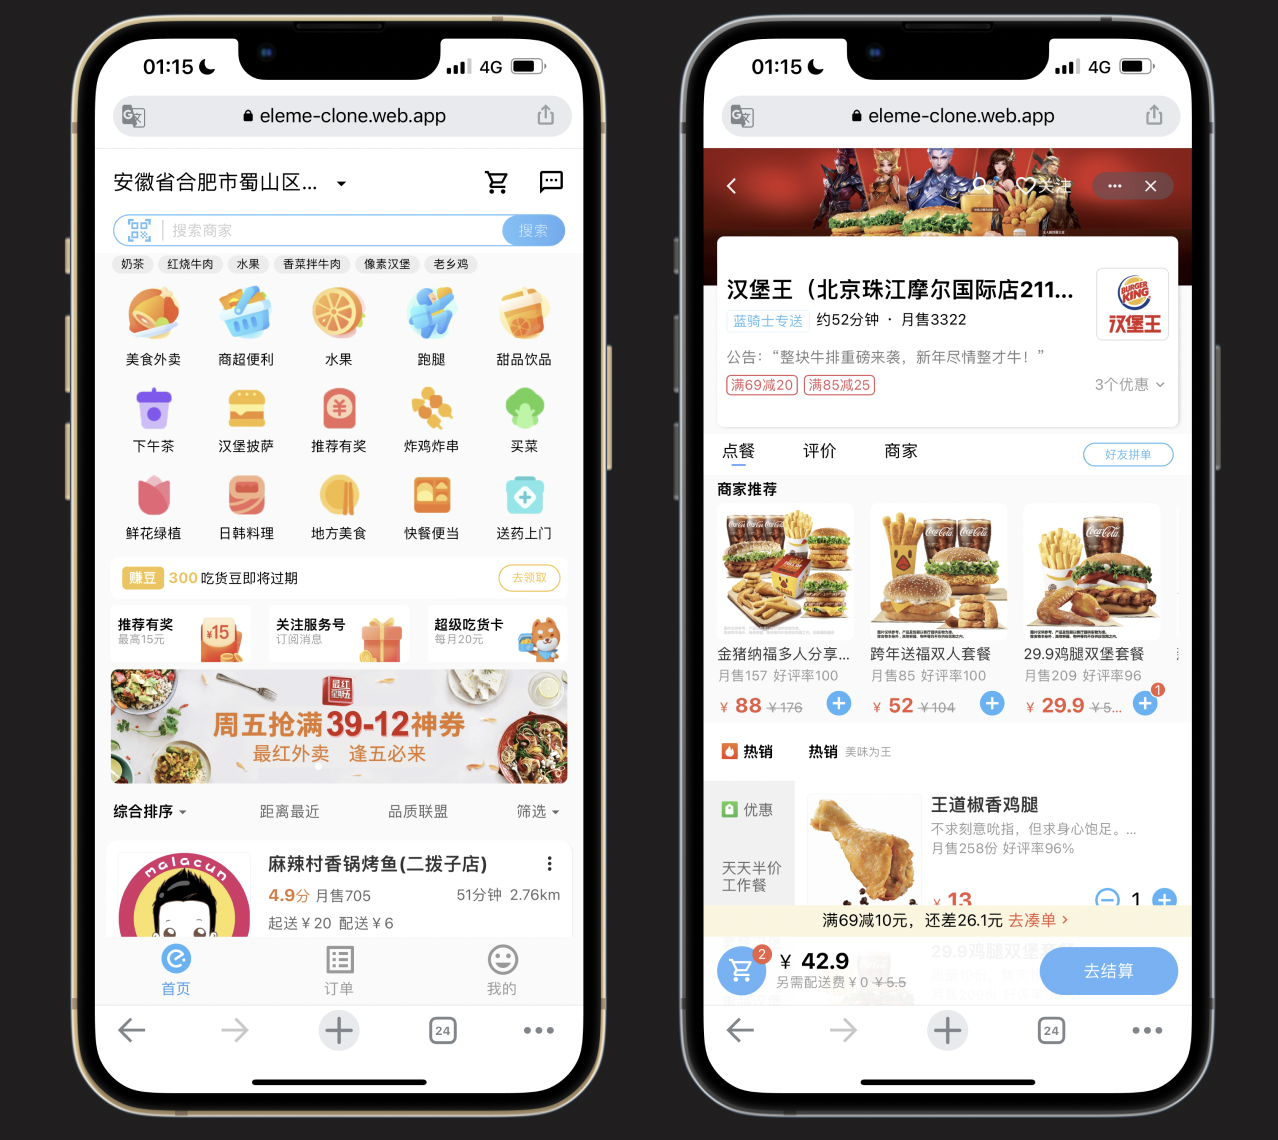 01:15
4G
eleme-clone.web.app
安徽省合肥市蜀山区...
搜索商家
搜索
奶茶
红烧牛肉
水果
香菜拌牛肉
像素汉堡
老乡鸡
美食外卖
商超便利
水果
跑腿
甜品饮品
下午茶
汉堡披萨
推荐有奖
炸鸡炸串
买菜
鲜花绿植
日韩料理
地方美食
快餐便当
送药上门
赚豆 300 吃货豆即将过期
去领取
推荐有奖
最高15元
¥15
关注服务号
订阅消息
超级吃货卡
每月20元
最红星期五
周五抢满39-12神券
最红外卖 逢五必来
综合排序
距离最近
品质联盟
筛选
malacun
麻辣村香锅烤鱼(二拨子店)
4.9分 月售705
51分钟 2.76km
起送¥20 配送¥6
首页
订单
我的
24
01:15
4G
eleme-clone.web.app
关注
汉堡王（北京珠江摩尔国际店211...
BURGER KING
汉堡王
蓝骑士专送 约52分钟 · 月售3322
公告：“整块牛排重磅来袭，新年尽情整才牛！”
满69减20
满85减25
3个优惠
点餐
评价
商家
好友拼单
商家推荐
金猪纳福多人分享...
月售157 好评率100
¥ 88 ¥176
跨年送福双人套餐
月售85 好评率100
¥ 52 ¥104
29.9鸡腿双堡套餐
月售209 好评率96
¥ 29.9 ¥5...
1
热销
热销 美味为王
优惠
天天半价
工作餐
王道椒香鸡腿
不求刻意吮指，但求身心饱足。...
月售258份 好评率96%
¥ 13
1
满69减10元，还差26.1元 去凑单
29.9鸡腿双堡套餐
2
¥ 42.9
另需配送费¥0 ¥5.5
去结算
24